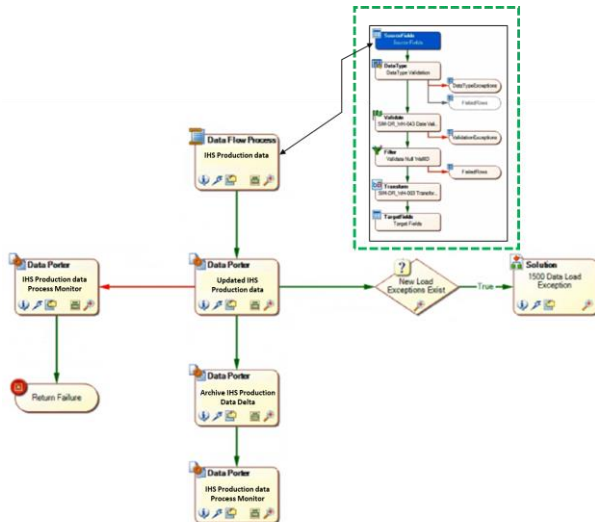 SourceFields
Source Fields
DataType
DataType Validation
DataTypeExceptions
FailedRows
Validate
ValidationExceptions
Filter
Validate Null WellID
FailedRows
Transform
TargetFields
Target Fields
Data Flow Process
IHS Production data
Data Porter
IHS Production data
Process Monitor
Data Porter
Updated IHS
Production data
?
New Load
Exceptions Exist
True
Solution
1500 Data Load
Exception
Return Failure
Data Porter
Archive IHS Production
Data Delta
Data Porter
IHS Production data
Process Monitor